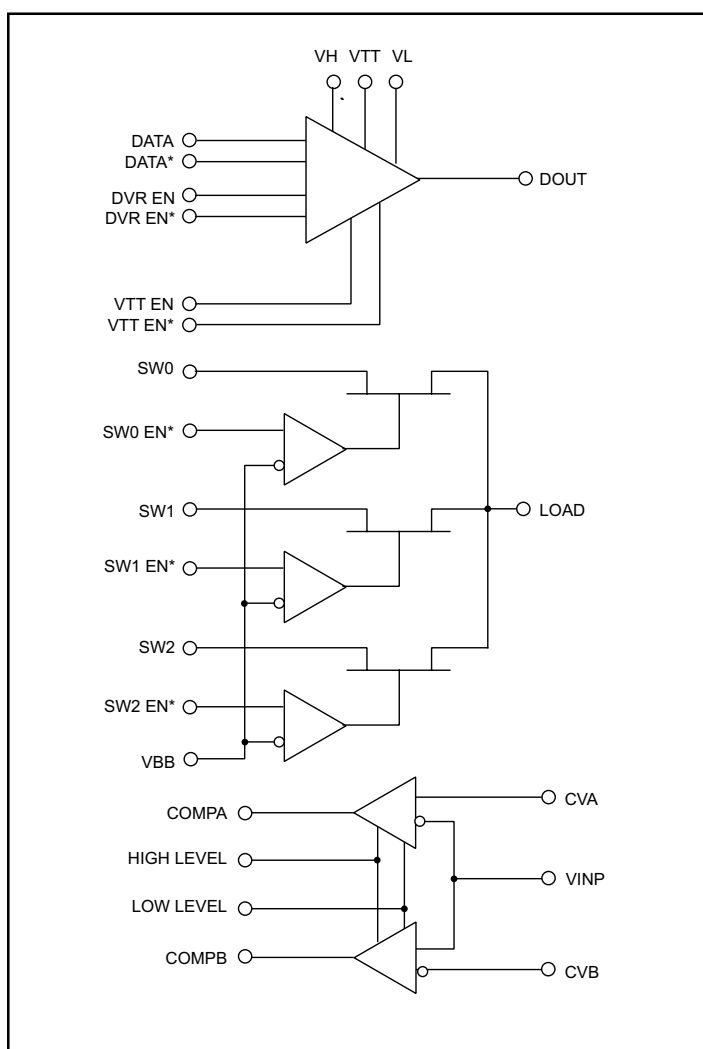 VH VTT VL
DATA
DATA*
DVR EN
DVR EN*
DOUT
VTT EN
VTT EN*
SW0
SW0 EN*
SW1
LOAD
SW1 EN*
SW2
SW2 EN*
VBB
COMPA
CVA
HIGH LEVEL
VINP
LOW LEVEL
COMPB
CVB